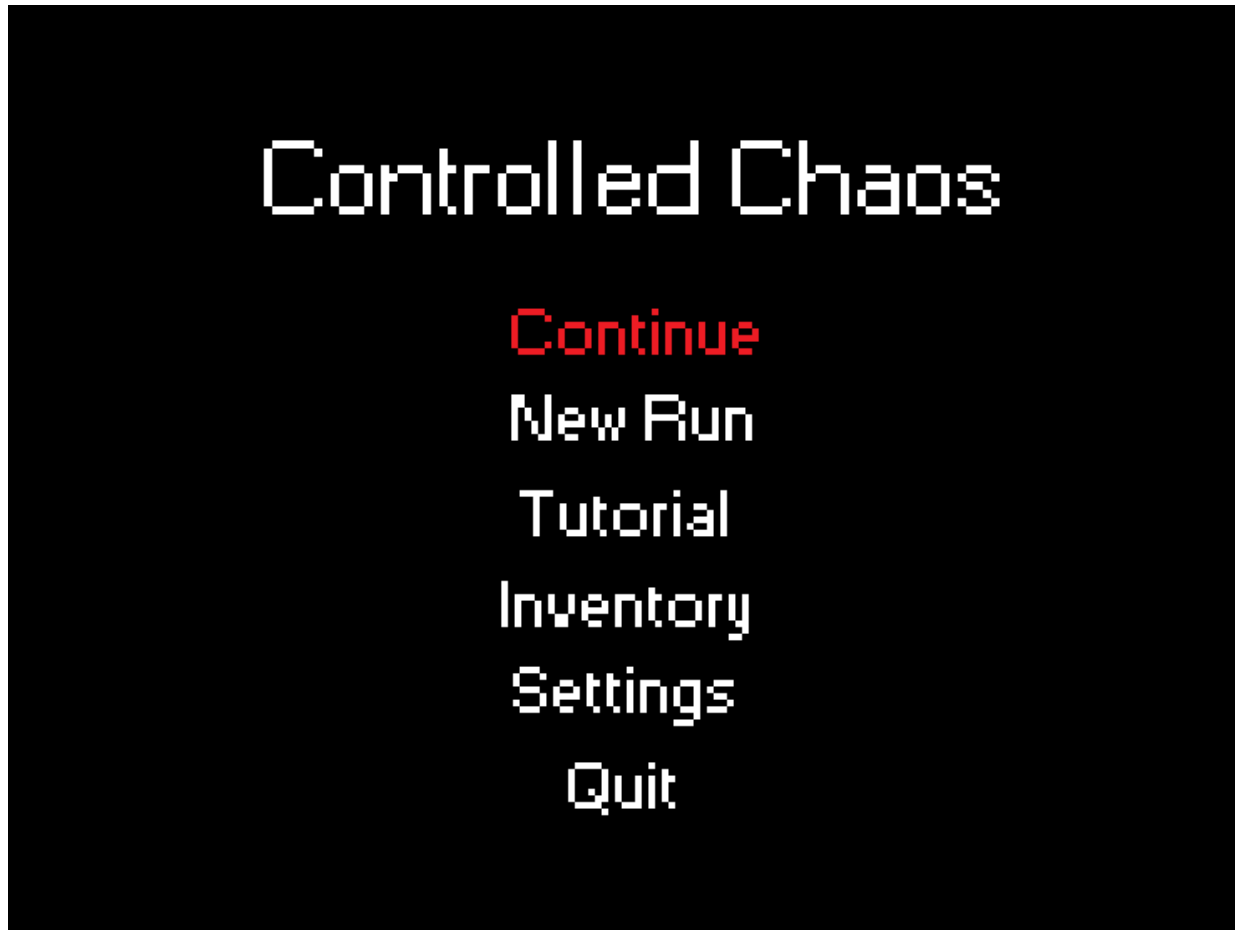 Controlled Chaos
Continue
New Run
Tutorial
Inventory
Settings
Quit